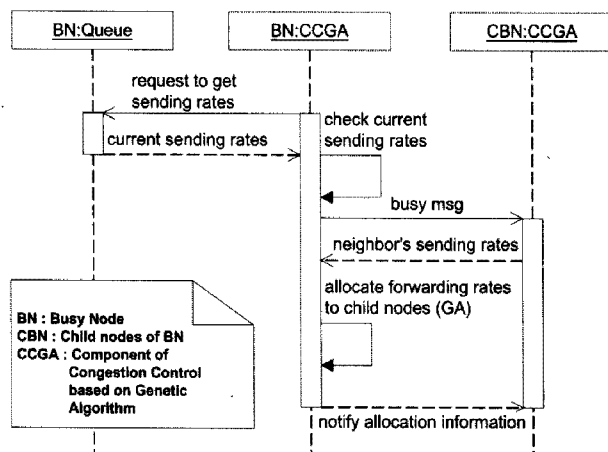 BN:Queue
BN:CCGA
CBN:CCGA
request to get
sending rates
check current
sending rates
current sending rates
busy msg
neighbor's sending rates
allocate forwarding rates
to child nodes (GA)
BN : Busy Node
CBN : Child nodes of BN
CCGA : Component of
Congestion Control
based on Genetic
Algorithm
notify allocation information